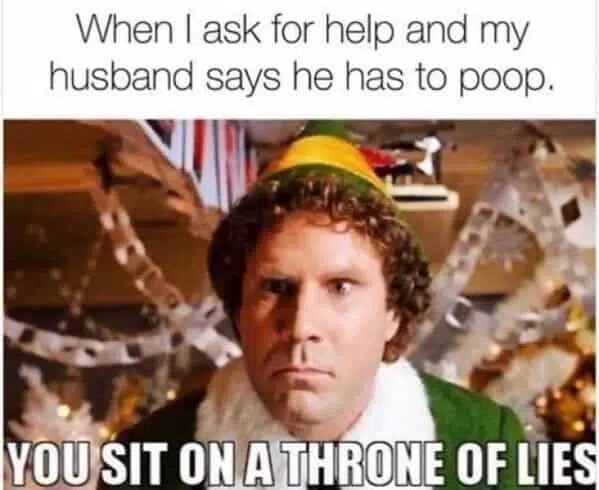 When I ask for help and my
husband says he has to poop.
YOU SIT ON A THRONE OF LIES